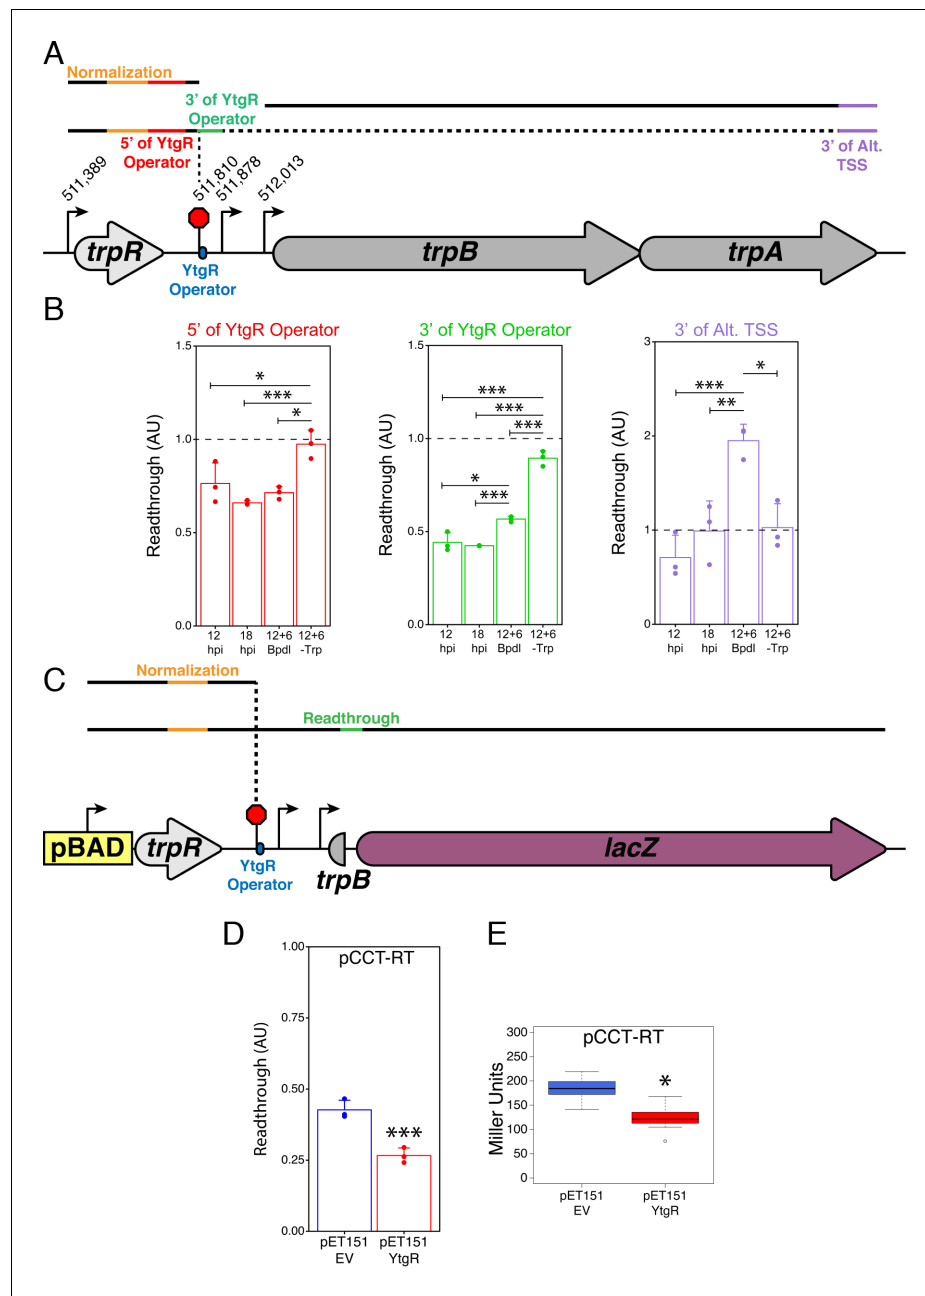 A
Normalization
3’ of YtgR
Operator
5' of YtgR
Operator
3’ of Alt.
TSS
511,389
511,810
511,878
512,013
trpR
trpB
trpA
YtgR
Operator
B
5’ of YtgR Operator
3’ of YtgR Operator
3’ of Alt. TSS
Readthrough (AU)
1.5
1.0
0.5
0.0
*
***
*
12
hpi
18
hpi
12+6
Bpdl
12+6
-Trp
Readthrough (AU)
1.5
1.0
0.5
0.0
***
***
***
*
***
12
hpi
18
hpi
12+6
Bpdl
12+6
-Trp
Readthrough (AU)
3
2
1
0
*
***
**
12
hpi
18
hpi
12+6
Bpdl
12+6
-Trp
C
Normalization
Readthrough
pBAD
trpR
YtgR
Operator
trpB
lacZ
D
pCCT-RT
Readthrough (AU)
1.00
0.75
0.50
0.25
0.00
***
pET151
EV
pET151
YtgR
E
pCCT-RT
Miller Units
300
250
200
150
100
50
0
*
pET151
EV
pET151
YtgR